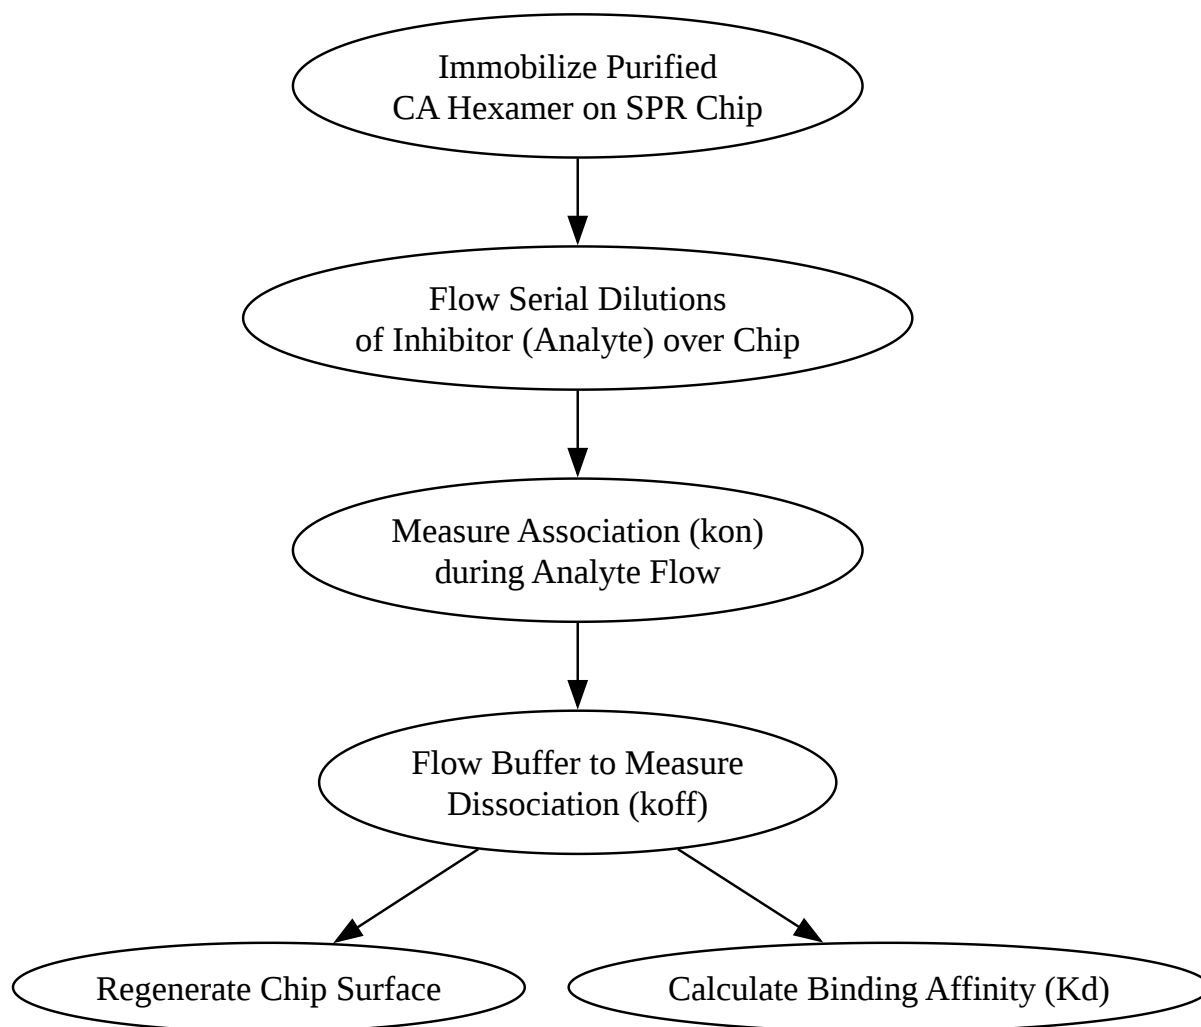 Immobilize Purified
CA Hexamer on SPR Chip
Flow Serial Dilutions
of Inhibitor (Analyte) over Chip
Measure Association (kon)
during Analyte Flow
Flow Buffer to Measure
Dissociation (koff)
Regenerate Chip Surface
Calculate Binding Affinity (Kd)